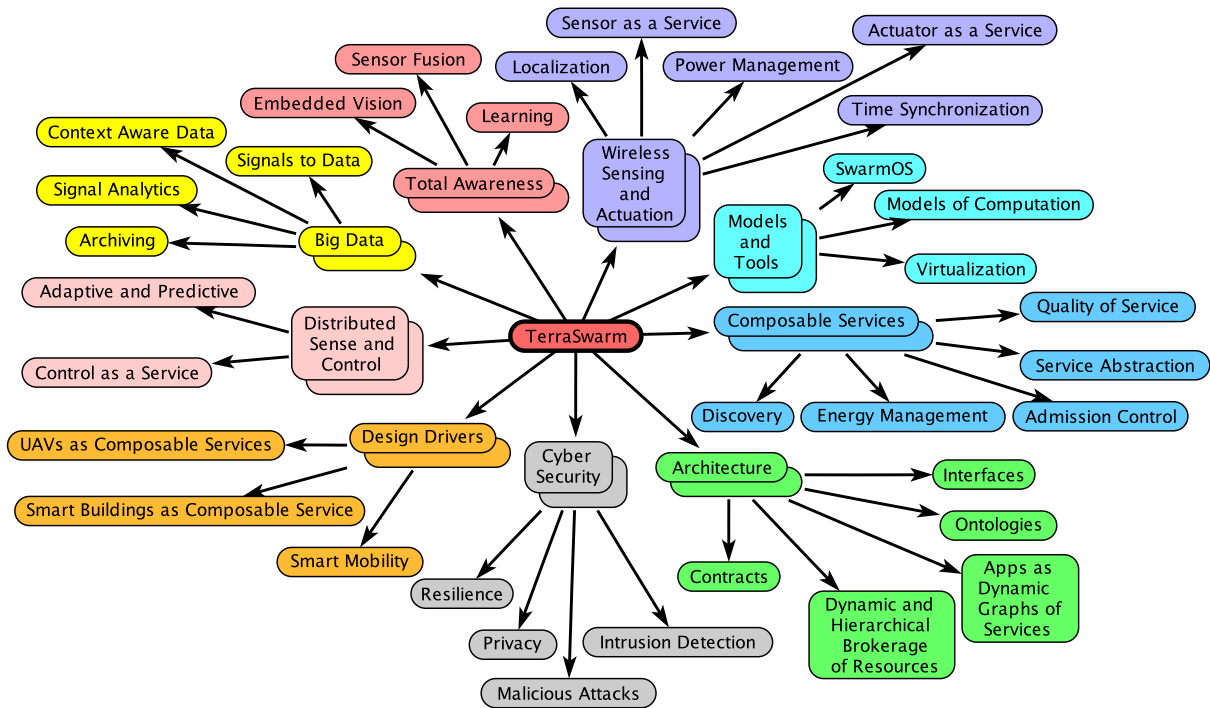 Sensor as a Service
Actuator as a Service
Sensor Fusion
Localization
Power Management
Embedded Vision
Learning
Time Synchronization
Context Aware Data
Signals to Data
Wireless
Sensing
and
Actuation
SwarmOS
Signal Analytics
Total Awareness
Models of Computation
Archiving
Big Data
Models
and
Tools
Virtualization
Adaptive and Predictive
Distributed
Sense and
Control
TerraSwarm
Composable Services
Quality of Service
Control as a Service
Service Abstraction
Discovery
Energy Management
Admission Control
UAVs as Composable Services
Design Drivers
Cyber
Security
Architecture
Interfaces
Smart Buildings as Composable Service
Ontologies
Smart Mobility
Resilience
Contracts
Apps as
Dynamic
Graphs of
Services
Privacy
Intrusion Detection
Dynamic and
Hierarchical
Brokerage
of Resources
Malicious Attacks